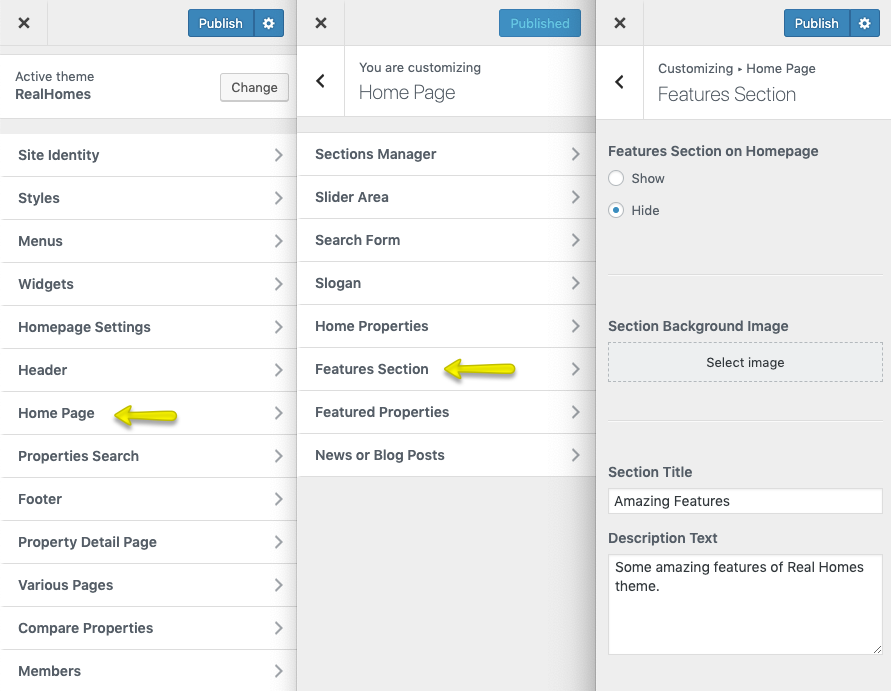 Publish
Active theme
RealHomes
Change
Site Identity
Styles
Menus
Widgets
Homepage Settings
Header
Home Page
Properties Search
Footer
Property Detail Page
Various Pages
Compare Properties
Members
Published
You are customizing
Home Page
Sections Manager
Slider Area
Search Form
Slogan
Home Properties
Features Section
Featured Properties
News or Blog Posts
Publish
Customizing ▸ Home Page
Features Section
Features Section on Homepage
Show
Hide
Section Background Image
Select image
Section Title
Amazing Features
Description Text
Some amazing features of Real Homes
theme.